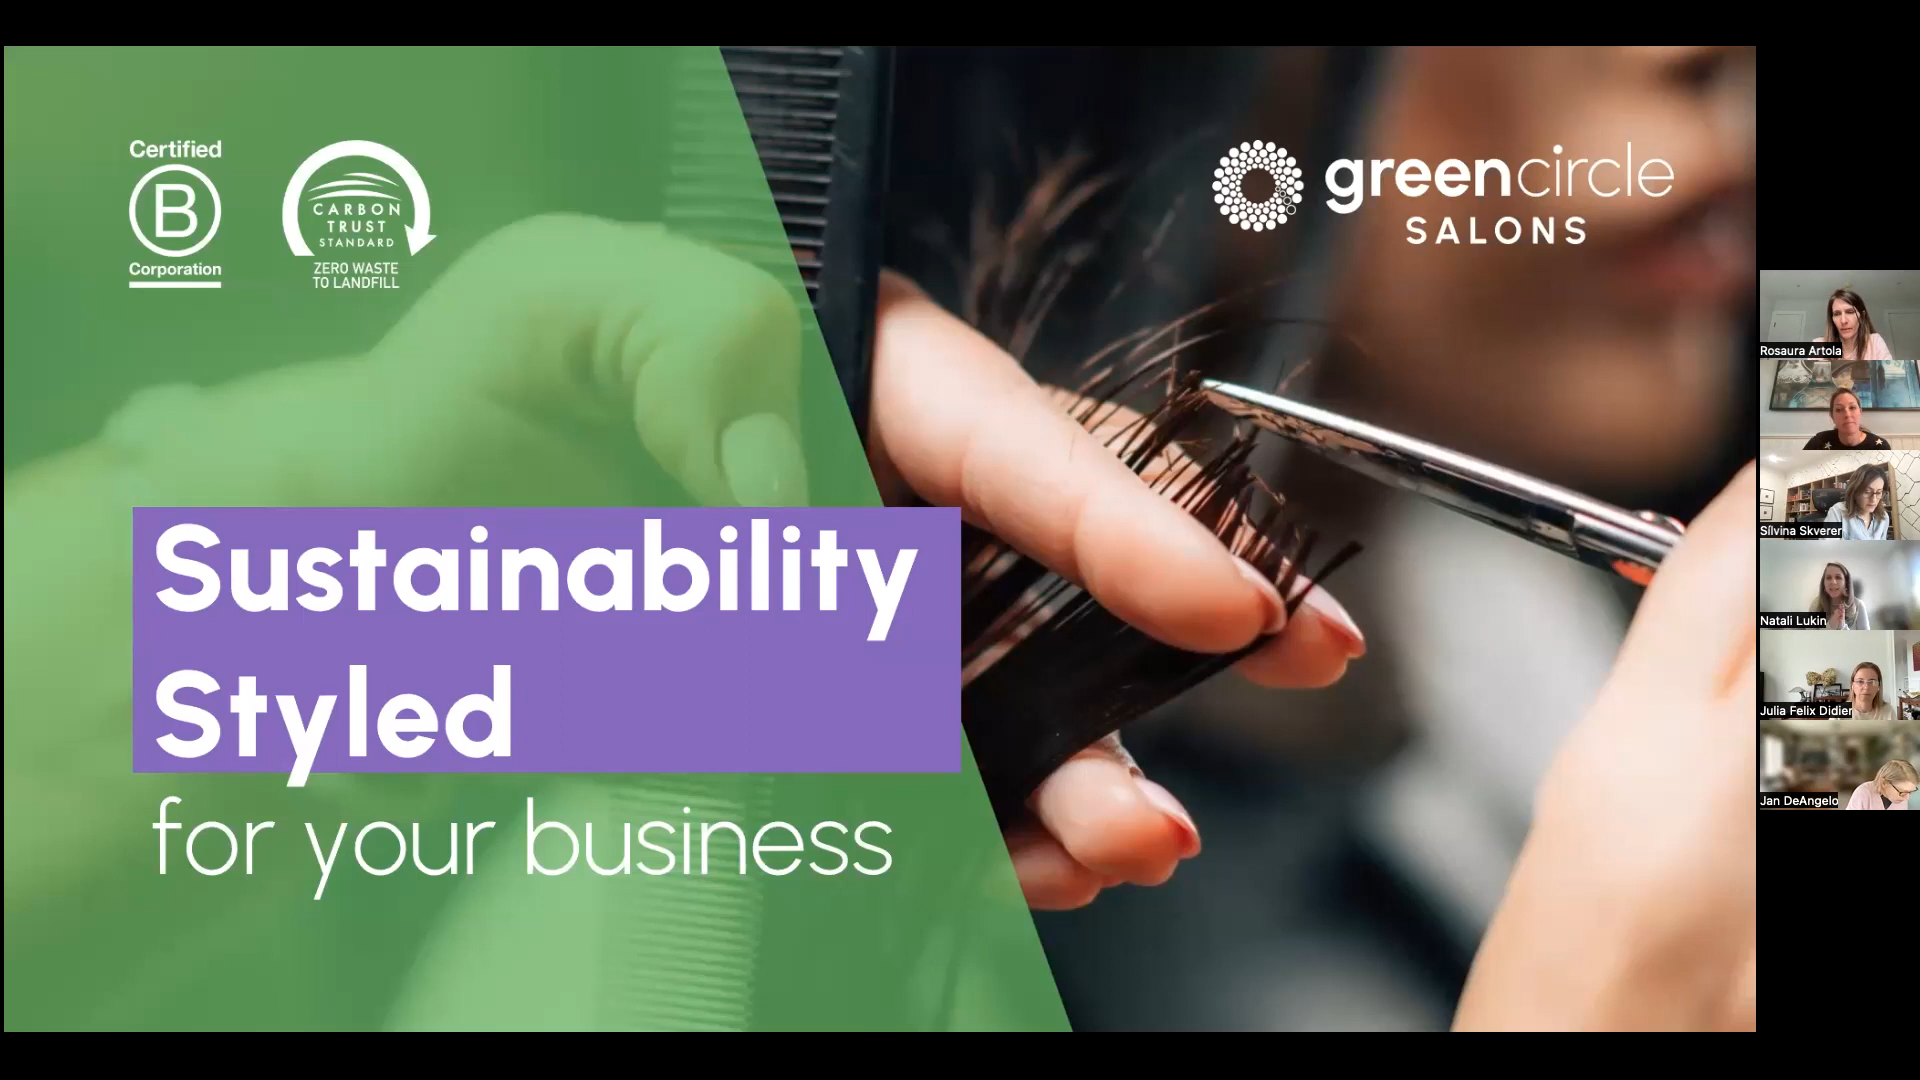 Certified
B
Corporation
CARBON
TRUST
STANDARD
ZERO WASTE
TO LANDFILL
greencircle
SALONS
Sustainability
Styled
for your business
Rosaura Artola
Silvina Skverer
Natali Lukin
Julia Felix Didier
Jan DeAngelo